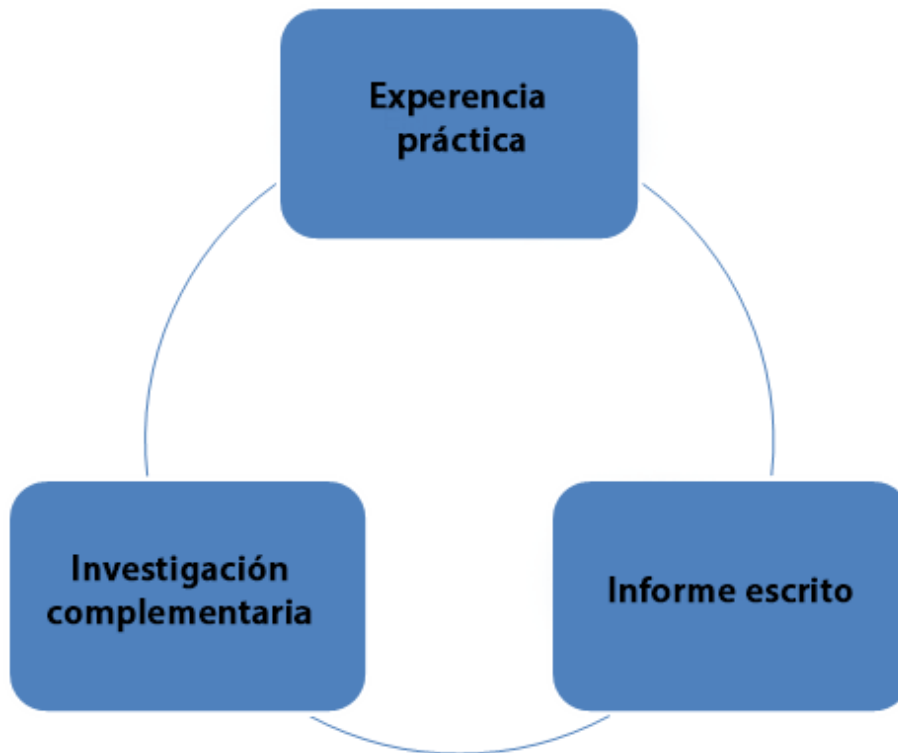 Experencia
práctica
Investigación
complementaria
Informe escrito